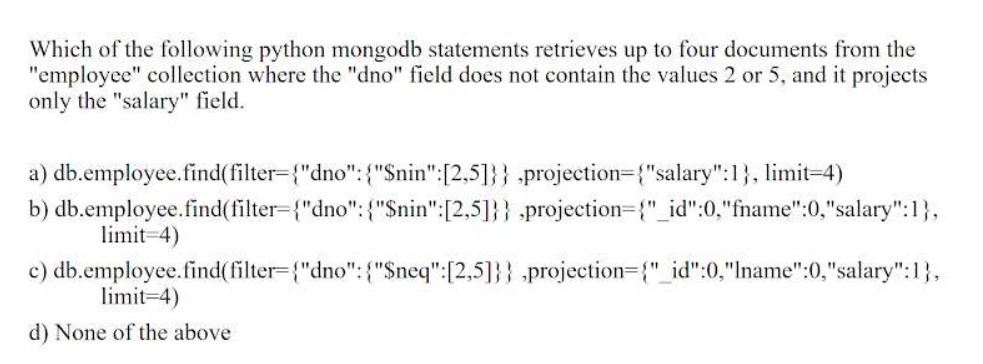 Which of the following python mongodb statements retrieves up to four documents from the
"employee" collection where the "dno" field does not contain the values 2 or 5, and it projects
only the "salary" field.
a) db.employee.find(filter={"dno":{"$nin":[2,5]}} ,projection={"salary":1}, limit=4)
b) db.employee.find(filter={"dno":{"$nin":[2,5]}} ,projection={"_id":0,"fname":0,"salary":1},
limit=4)
c) db.employee.find(filter={"dno":{"$neq":[2,5]}} ,projection={"_id":0,"lname":0,"salary":1},
limit=4)
d) None of the above